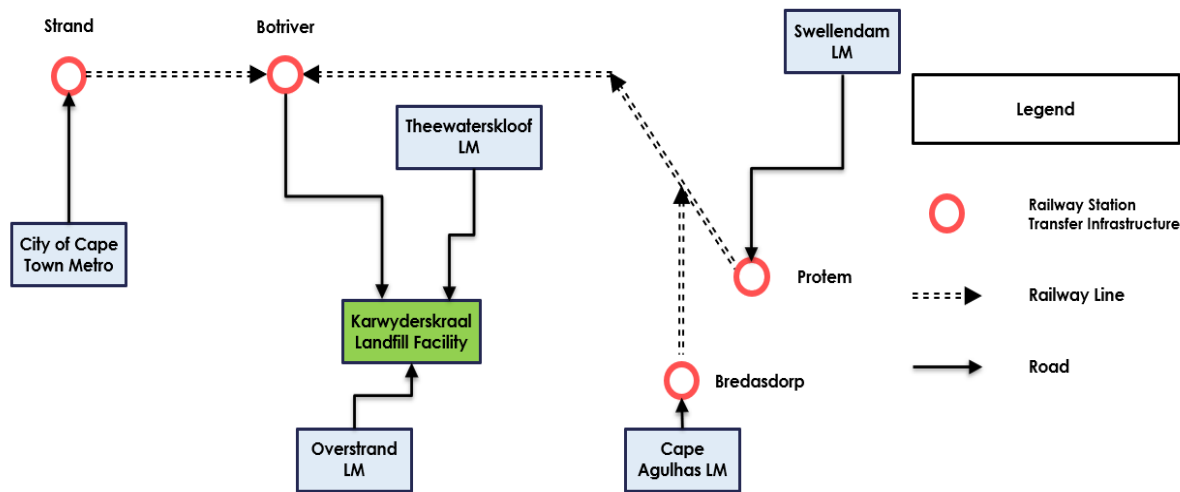 Strand
Botriver
Swellendam
LM
Legend
Theewaterskloof
LM
Railway Station
Transfer Infrastructure
City of Cape
Town Metro
Protem
Railway Line
Karwyderskraal
Landfill Facility
Bredasdorp
Road
Overstrand
LM
Cape
Agulhas LM